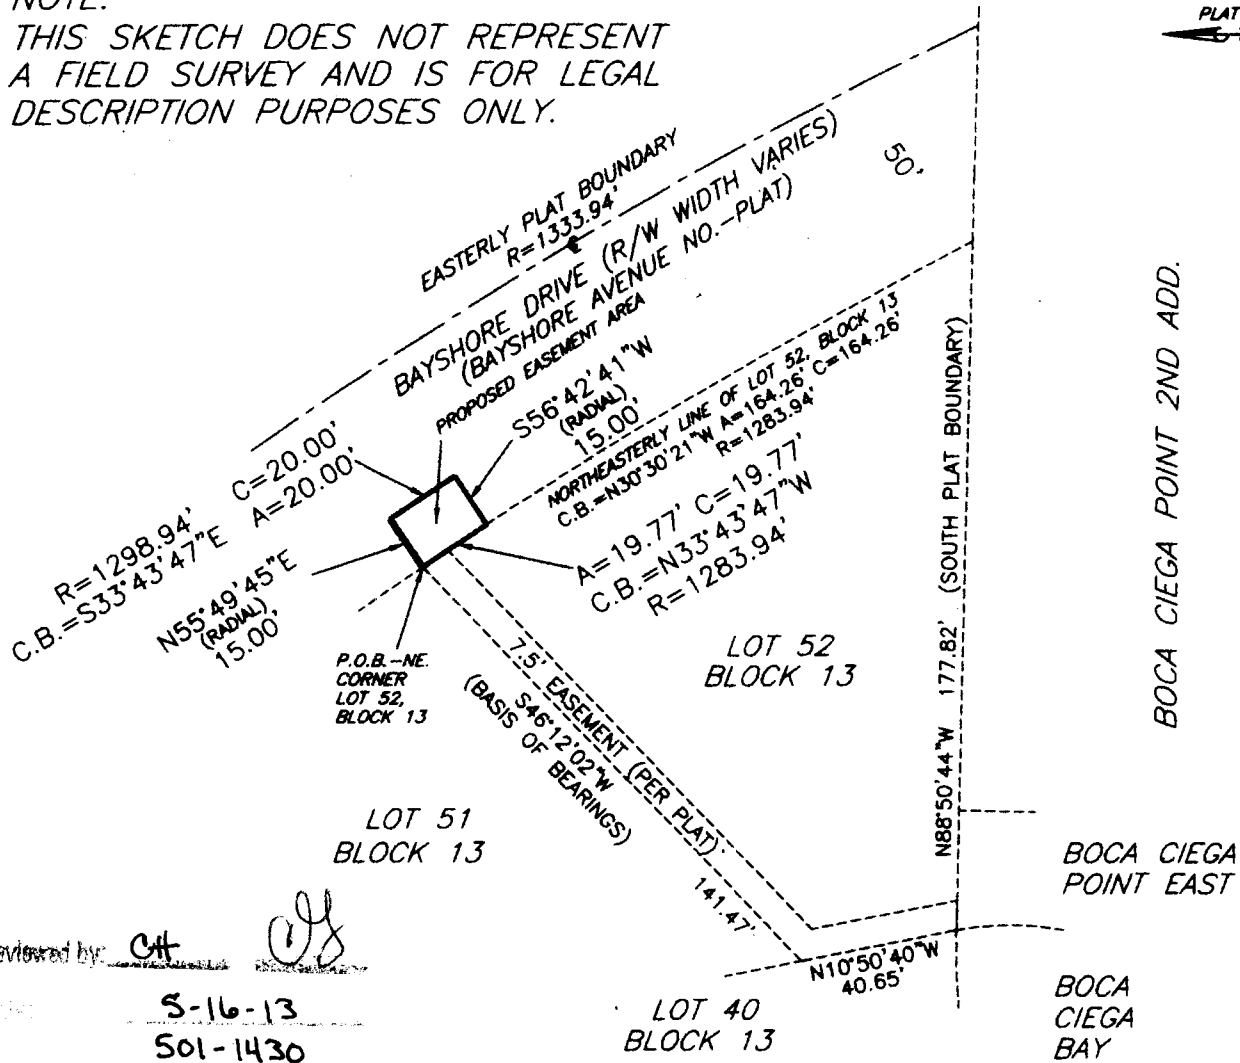 NOTE:
THIS SKETCH DOES NOT REPRESENT
A FIELD SURVEY AND IS FOR LEGAL
DESCRIPTION PURPOSES ONLY.
PLAT
EASTERLY PLAT BOUNDARY
R=1333.94'
50'
BAYSHORE DRIVE (R/W WIDTH VARIES)
(BAYSHORE AVENUE NO.-PLAT)
PROPOSED EASEMENT AREA
S56°42'41"W
(RADIAL)
15.00'
NORTHEASTERLY LINE OF LOT 52, BLOCK 13
C.B.=N30°30'21"W A=164.26' C=164.26'
R=1283.94'
C=20.00'
A=20.00'
R=1298.94'
C.B.=S33°43'47"E
N55°49'45"E
(RADIAL)
15.00'
A=19.77' C=19.77'
C.B.=N33°43'47"W
R=1283.94'
P.O.B.-NE.
CORNER
LOT 52,
BLOCK 13
LOT 52
BLOCK 13
7.5' EASEMENT (PER PLAT)
S46°12'02"W
(BASIS OF BEARINGS)
141.47'
N88°50'44"W 177.82' (SOUTH PLAT BOUNDARY)
BOCA CIEGA POINT 2ND ADD.
LOT 51
BLOCK 13
BOCA CIEGA
POINT EAST
N10°50'40"W
40.65'
LOT 40
BLOCK 13
BOCA
CIEGA
BAY
eviewed by: CH
5-16-13
501-1430